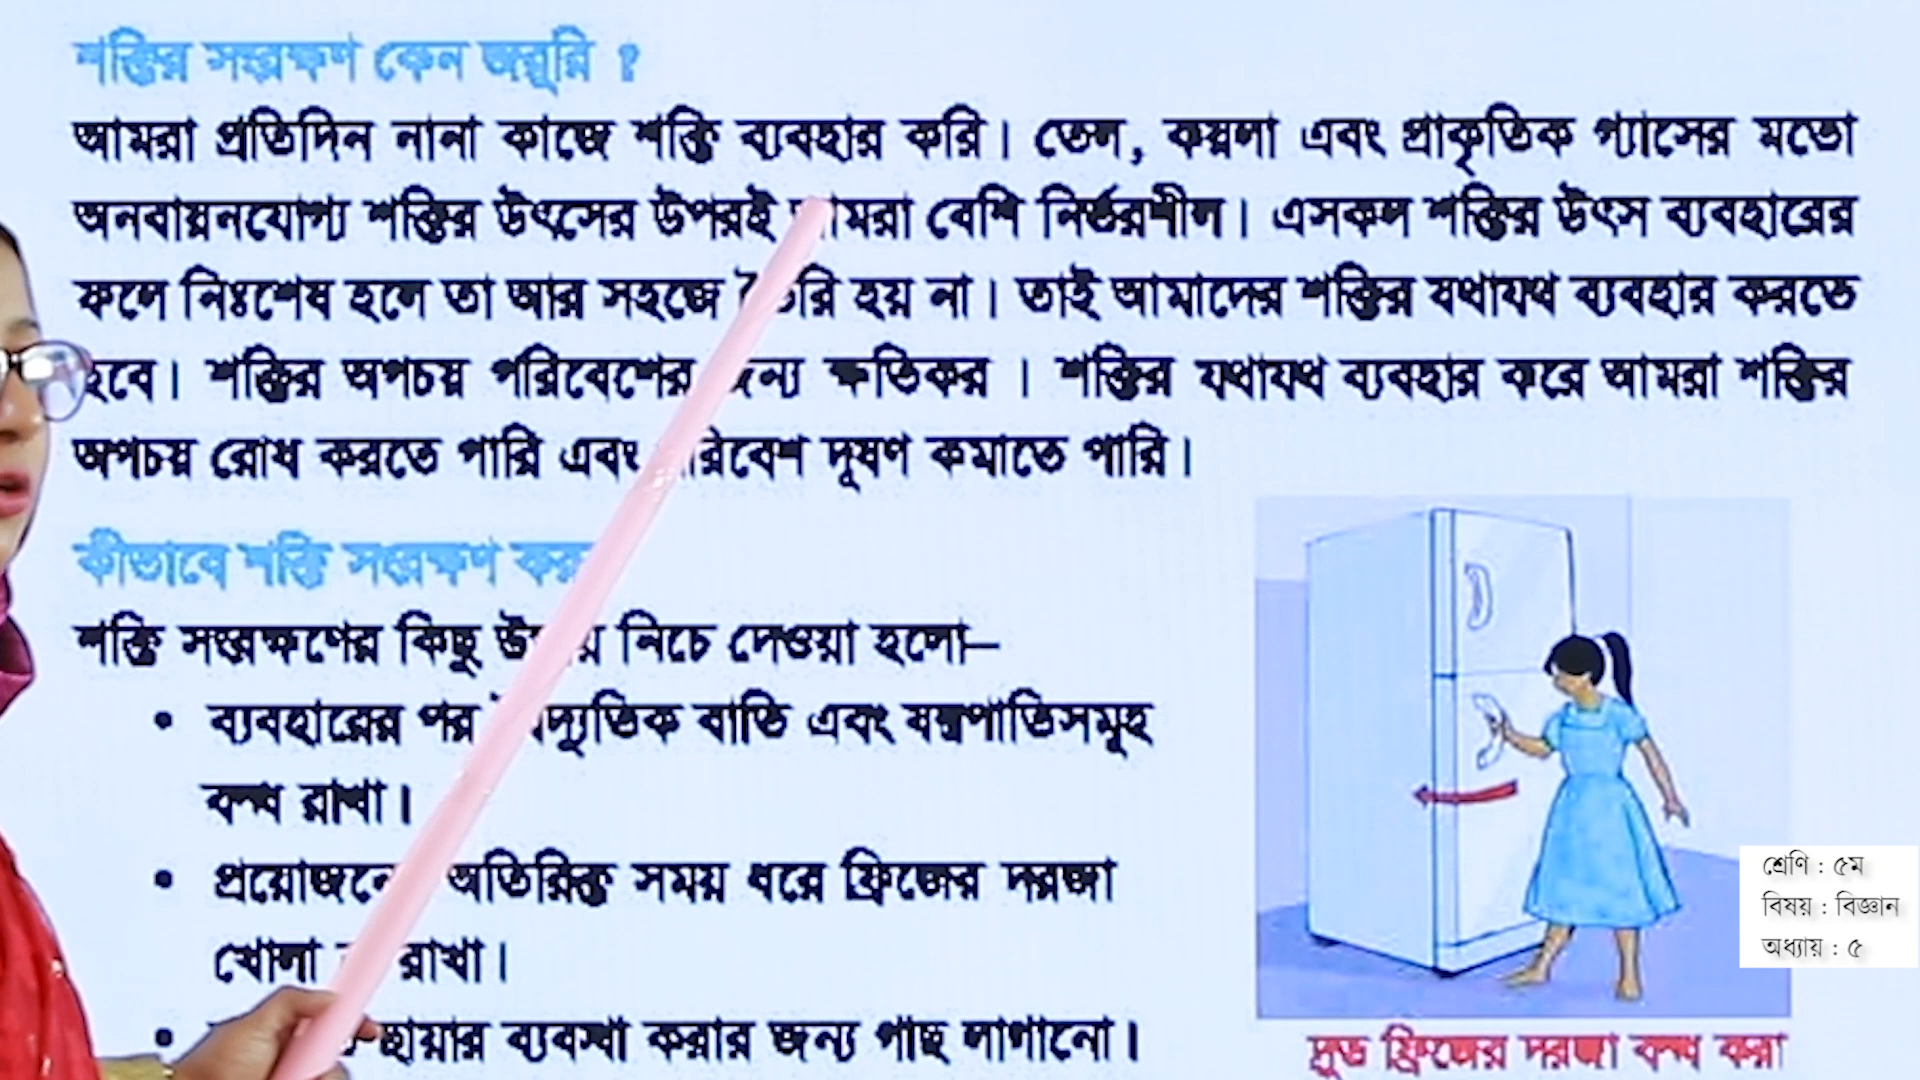 শক্তির সংরক্ষণ কেন জরুরি ?
আমরা প্রতিদিন নানা কাজে শক্তি ব্যবহার করি। তেল, কয়লা এবং প্রাকৃতিক গ্যাসের মতো
অনবায়নযোগ্য শক্তির উৎসের উপরই আমরা বেশি নির্ভরশীল। এসকল শক্তির উৎস ব্যবহারের
ফলে নিঃশেষ হলে তা আর সহজে তৈরি হয় না। তাই আমাদের শক্তির যথাযথ ব্যবহার করতে
হবে। শক্তির অপচয় পরিবেশের জন্য ক্ষতিকর । শক্তির যথাযথ ব্যবহার করে আমরা শক্তির
অপচয় রোধ করতে পারি এবং পরিবেশ দূষণ কমাতে পারি।
কীভাবে শক্তি সংরক্ষণ
শক্তি সংরক্ষণের কিছু উপায় নিচে দেওয়া হলো–
• ব্যবহারের পর বৈদ্যুতিক বাতি এবং যন্ত্রপাতিসমূহ
বন্ধ রাখা।
• প্রয়োজনের অতিরিক্ত সময় ধরে ফ্রিজের দরজা
খোলা না রাখা।
• ছায়ার ব্যবস্থা করার জন্য গাছ লাগানো।
দ্রুত ফ্রিজের দরজা বন্ধ করা
শ্রেণি : ৫ম
বিষয় : বিজ্ঞান
অধ্যায় : ৫